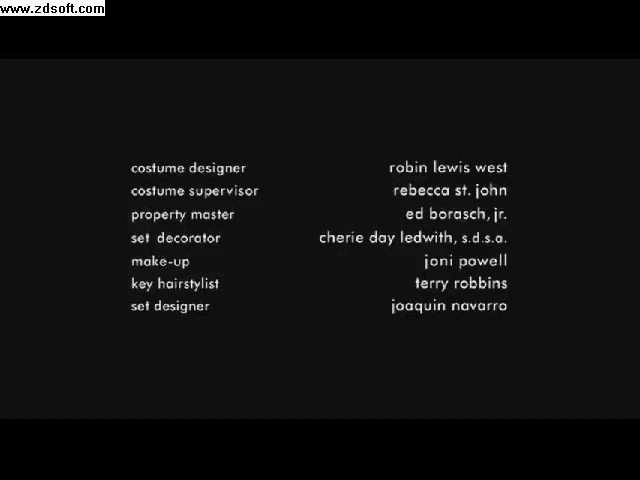 www.zdsoft.com
costume designer robin lewis west
costume supervisor rebecca st. john
property master ed borasch, jr.
set decorator cherie day ledwith, s.d.s.a.
make-up joni powell
key hairstylist terry robbins
set designer joaquin navarro